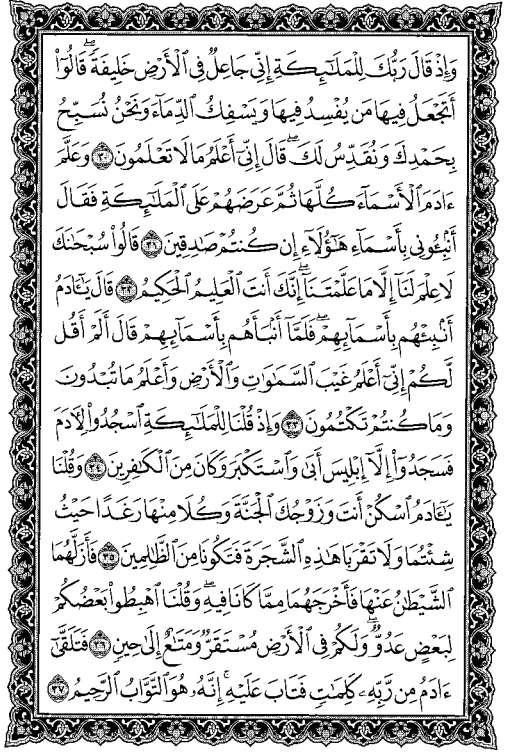 وَإِذْ قَالَ رَبُّكَ لِلْمَلَٰٓئِكَةِ إِنِّى جَاعِلٌ فِى ٱلْأَرْضِ خَلِيفَةً ۖ قَالُوٓا۟
أَتَجْعَلُ فِيهَا مَن يُفْسِدُ فِيهَا وَيَسْفِكُ ٱلدِّمَآءَ وَنَحْنُ نُسَبِّحُ
بِحَمْدِكَ وَنُقَدِّسُ لَكَ ۖ قَالَ إِنِّىٓ أَعْلَمُ مَا لَا تَعْلَمُونَ ٣٠ وَعَلَّمَ
ءَادَمَ ٱلْأَسْمَآءَ كُلَّهَا ثُمَّ عَرَضَهُمْ عَلَى ٱلْمَلَٰٓئِكَةِ فَقَالَ
أَنۢبِـُٔونِى بِأَسْمَآءِ هَٰٓؤُلَآءِ إِن كُنتُمْ صَٰدِقِينَ ٣١ قَالُوا۟ سُبْحَٰنَكَ
لَا عِلْمَ لَنَآ إِلَّا مَا عَلَّمْتَنَآ ۖ إِنَّكَ أَنتَ ٱلْعَلِيمُ ٱلْحَكِيمُ ٣٢ قَالَ يَٰٓـَٔادَمُ
أَنۢبِئْهُم بِأَسْمَآئِهِمْ ۖ فَلَمَّآ أَنۢبَأَهُم بِأَسْمَآئِهِمْ قَالَ أَلَمْ أَقُل
لَّكُمْ إِنِّىٓ أَعْلَمُ غَيْبَ ٱلسَّمَٰوَٰتِ وَٱلْأَرْضِ وَأَعْلَمُ مَا تُبْدُونَ
وَمَا كُنتُمْ تَكْتُمُونَ ٣٣ وَإِذْ قُلْنَا لِلْمَلَٰٓئِكَةِ ٱسْجُدُوا۟ لِـَٔادَمَ
فَسَجَدُوٓا۟ إِلَّآ إِبْلِيسَ أَبَىٰ وَٱسْتَكْبَرَ وَكَانَ مِنَ ٱلْكَٰفِرِينَ ٣٤ وَقُلْنَا
يَٰٓـَٔادَمُ ٱسْكُنْ أَنتَ وَزَوْجُكَ ٱلْجَنَّةَ وَكُلَا مِنْهَا رَغَدًا حَيْثُ
شِئْتُمَا وَلَا تَقْرَبَا هَٰذِهِ ٱلشَّجَرَةَ فَتَكُونَا مِنَ ٱلظَّٰلِمِينَ ٣٥ فَأَزَلَّهُمَا
ٱلشَّيْطَٰنُ عَنْهَا فَأَخْرَجَهُمَا مِمَّا كَانَا فِيهِ ۖ وَقُلْنَا ٱهْبِطُوا۟ بَعْضُكُمْ
لِبَعْضٍ عَدُوٌّ ۖ وَلَكُمْ فِى ٱلْأَرْضِ مُسْتَقَرٌّ وَمَتَٰعٌ إِلَىٰ حِينٍ ٣٦ فَتَلَقَّىٰٓ
ءَادَمُ مِن رَّبِّهِۦ كَلِمَٰتٍ فَتَابَ عَلَيْهِ ۚ إِنَّهُۥ هُوَ ٱلتَّوَّابُ ٱلرَّحِيمُ ٣٧